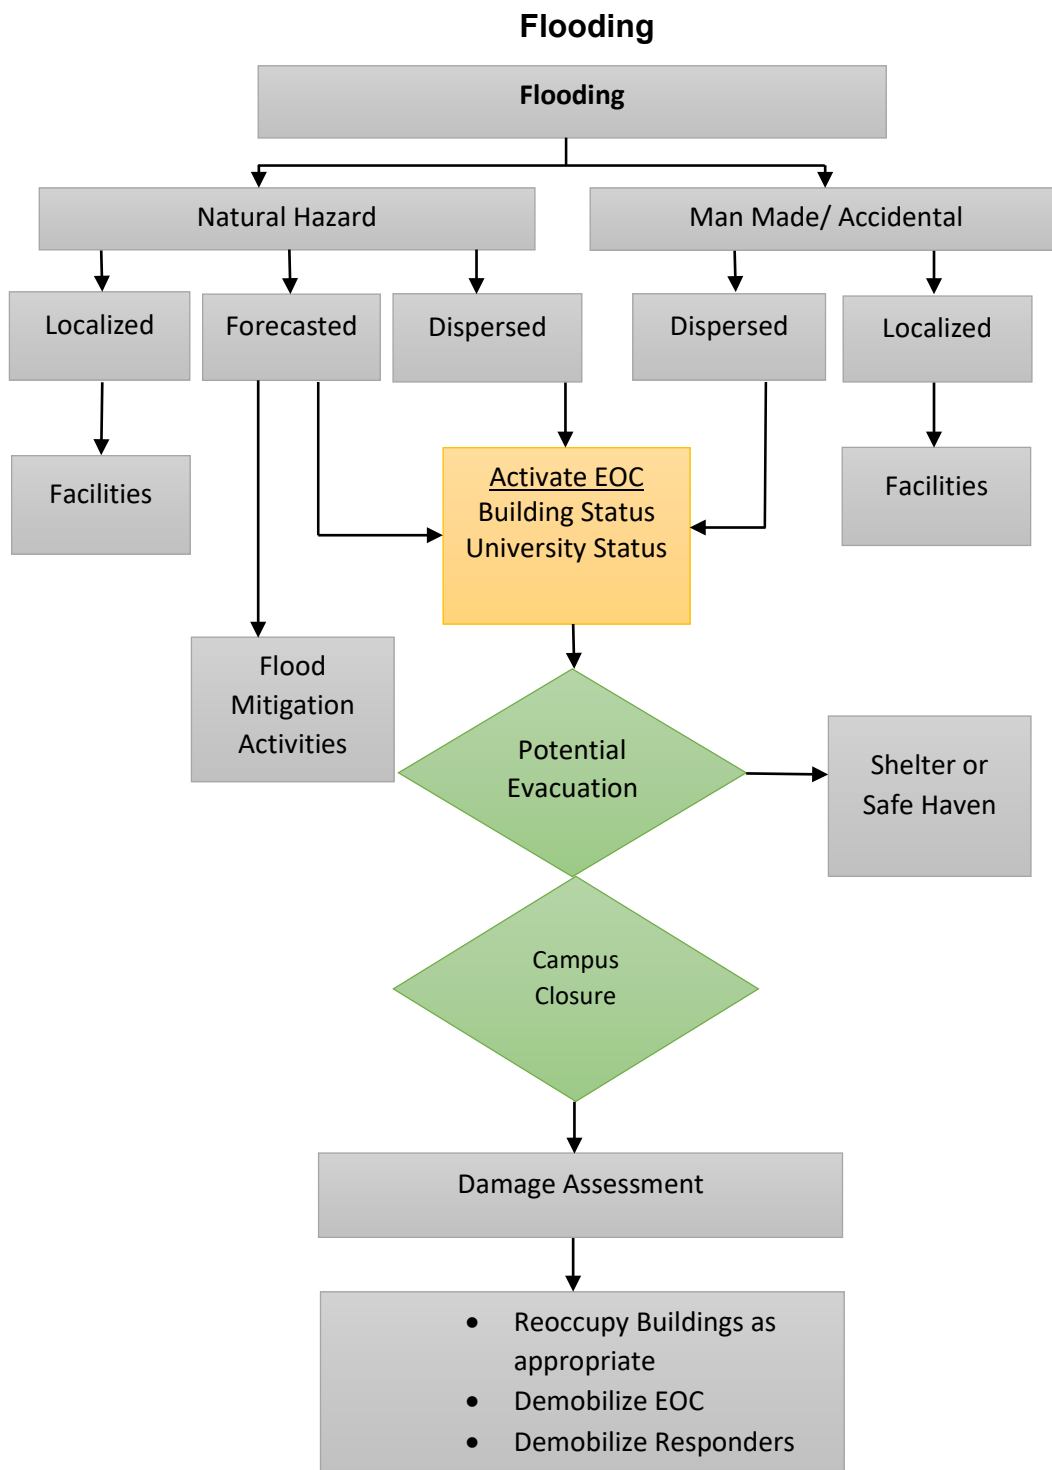 Flooding
Flooding
Natural Hazard
Man Made/ Accidental
Localized
Forecasted
Dispersed
Dispersed
Localized
Facilities
Activate EOC
Building Status
University Status
Facilities
Flood
Mitigation
Activities
Potential
Evacuation
Shelter or
Safe Haven
Campus
Closure
Damage Assessment
• Reoccupy Buildings as
appropriate
• Demobilize EOC
• Demobilize Responders